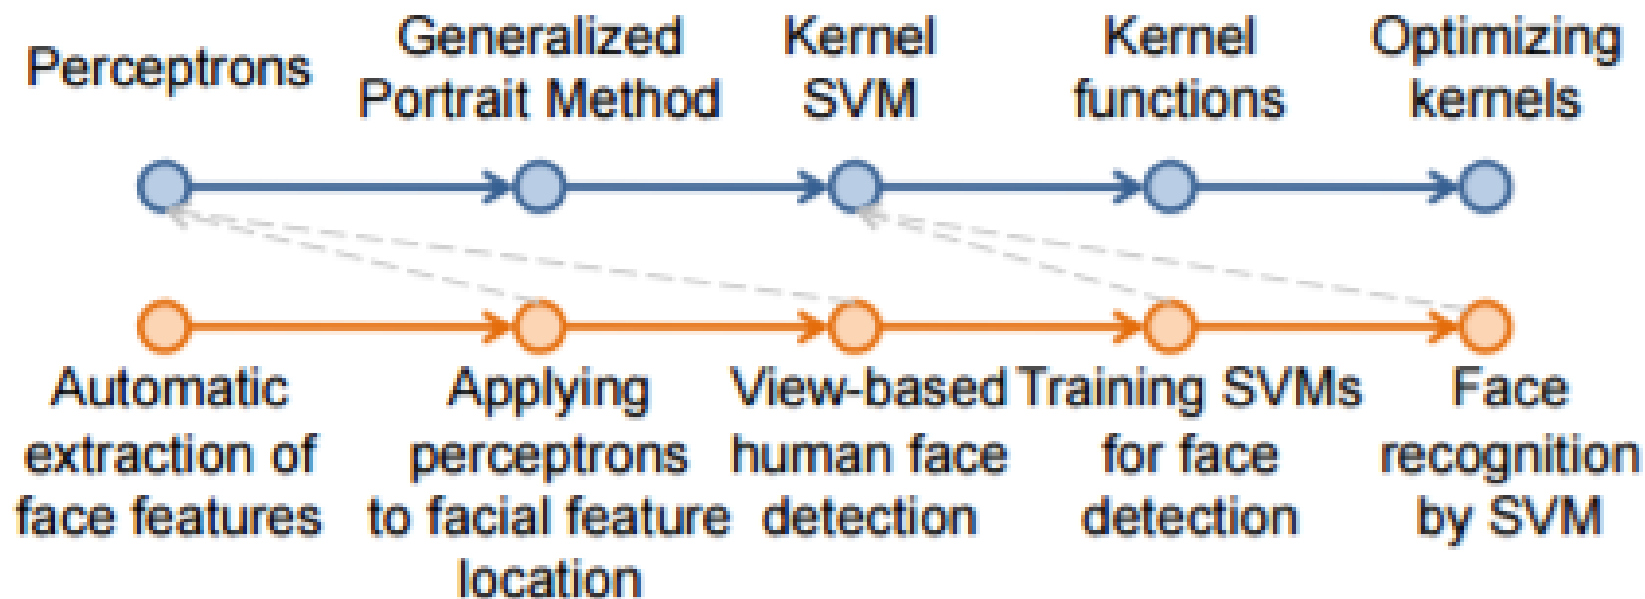 Perceptrons
Generalized
Portrait Method
Kernel
SVM
Kernel
functions
Optimizing
kernels
Automatic
extraction of
face features
Applying
perceptrons
to facial feature
location
View-based
human face
detection
Training SVMs
for face
detection
Face
recognition
by SVM